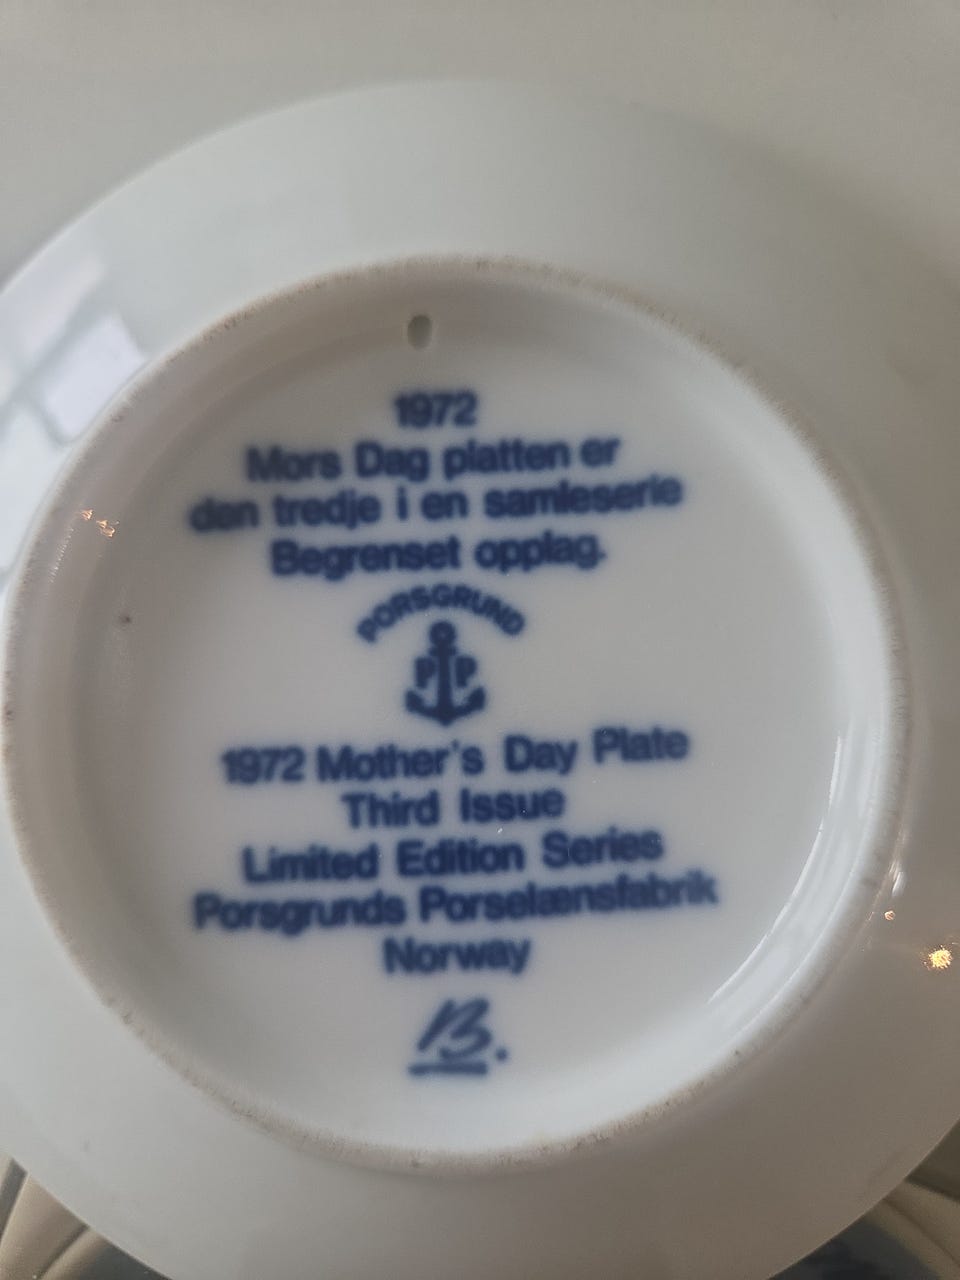 1972
Mors Dag platten er
den tredje i en samleserie
Begrenset opplag.
PORSGRUND
P P
1972 Mother's Day Plate
Third Issue
Limited Edition Series
Porsgrunds Porselænsfabrik
Norway
B.